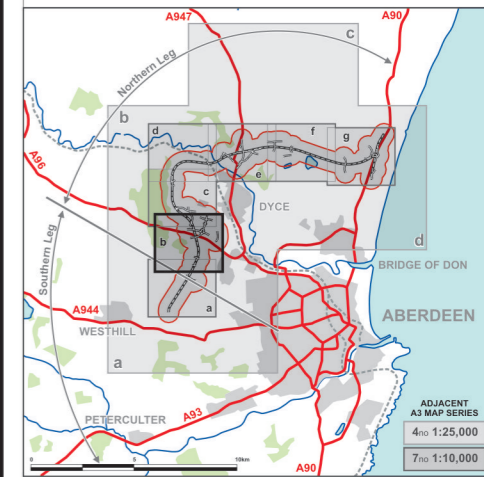 A947
A90
c
Northern Leg
b
A96
d
f
g
e
DYCE
c
b
d
Southern Leg
BRIDGE OF DON
A944
a
ABERDEEN
WESTHILL
a
PETERCULTER
A93
A90
ADJACENT
A3 MAP SERIES
4no 1:25,000
7no 1:10,000
0 5 10km